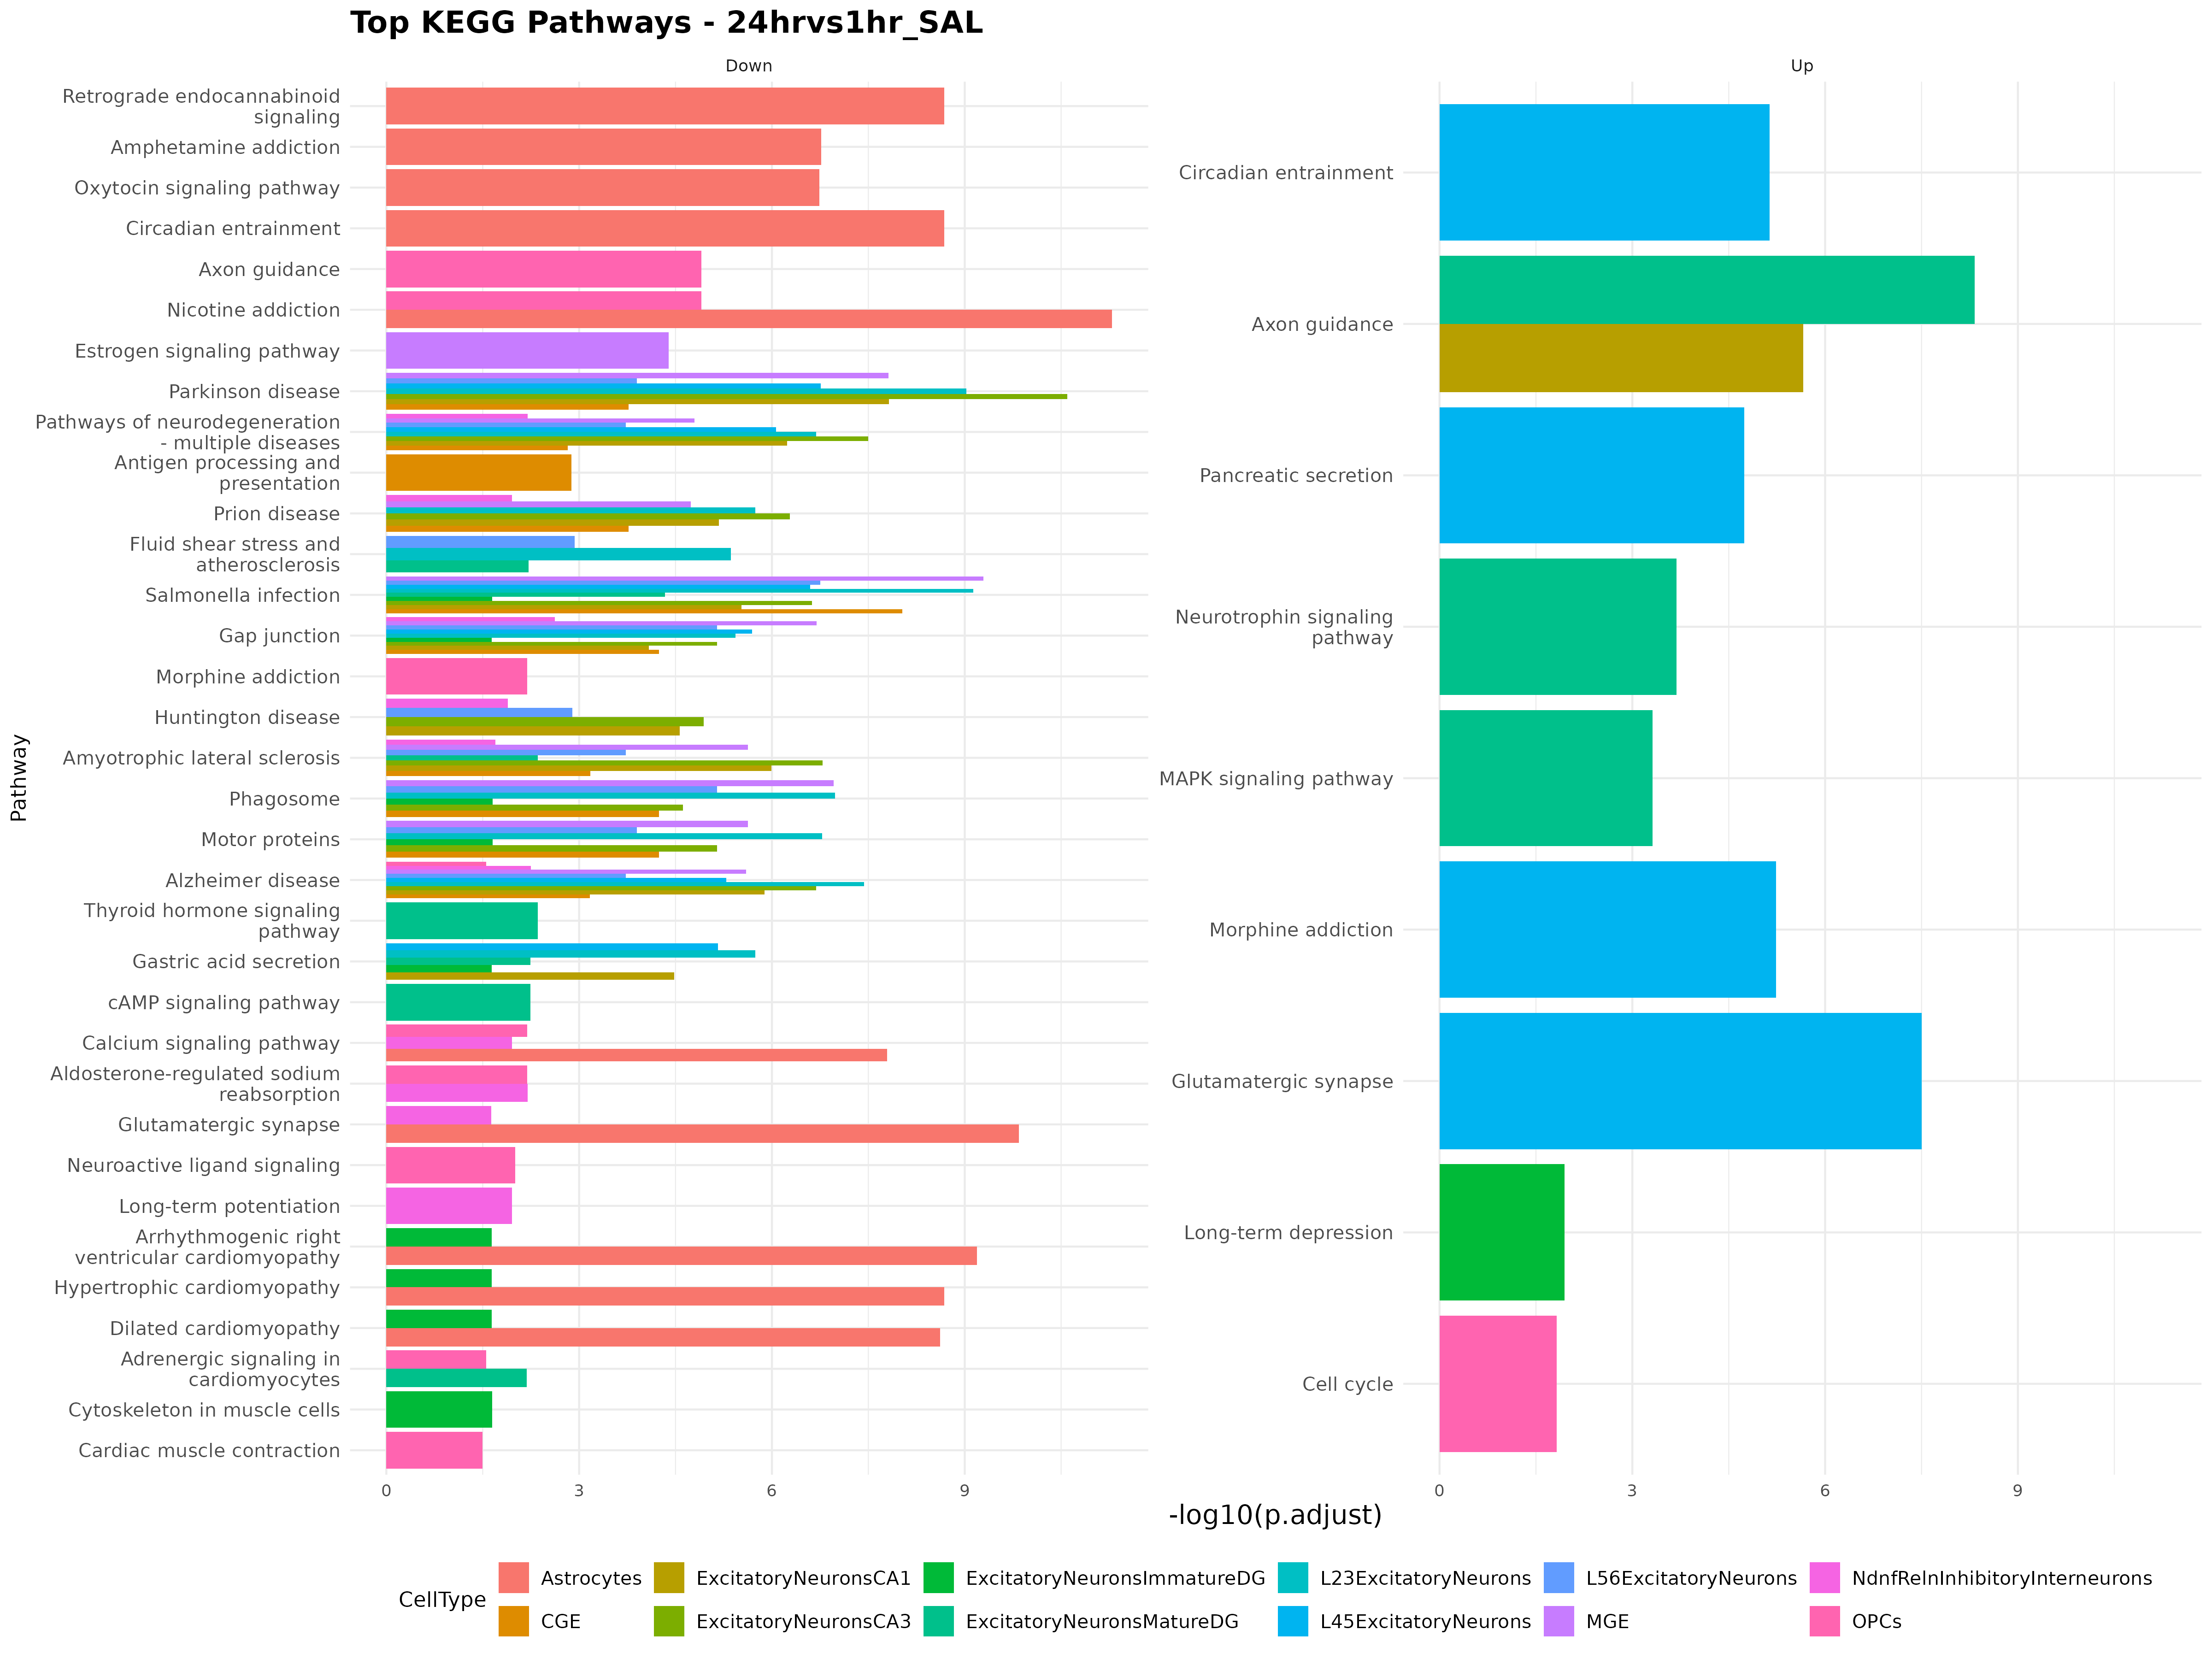 Top KEGG Pathways - 24hrvs1hr_SAL
Down
Retrograde endocannabinoid
signaling
Amphetamine addiction
Oxytocin signaling pathway
Circadian entrainment
Axon guidance
Nicotine addiction
Estrogen signaling pathway
Parkinson disease
Pathways of neurodegeneration
- multiple diseases
Antigen processing and
presentation
Prion disease
Fluid shear stress and
atherosclerosis
Salmonella infection
Gap junction
Morphine addiction
Huntington disease
Amyotrophic lateral sclerosis
Phagosome
Motor proteins
Alzheimer disease
Thyroid hormone signaling
pathway
Gastric acid secretion
cAMP signaling pathway
Calcium signaling pathway
Aldosterone-regulated sodium
reabsorption
Glutamatergic synapse
Neuroactive ligand signaling
Long-term potentiation
Arrhythmogenic right
ventricular cardiomyopathy
Hypertrophic cardiomyopathy
Dilated cardiomyopathy
Adrenergic signaling in
cardiomyocytes
Cytoskeleton in muscle cells
Cardiac muscle contraction
0 3 6 9
Up
Circadian entrainment
Axon guidance
Pancreatic secretion
Neurotrophin signaling
pathway
MAPK signaling pathway
Morphine addiction
Glutamatergic synapse
Long-term depression
Cell cycle
0 3 6 9
Pathway
-log10(p.adjust)
CellType
Astrocytes ExcitatoryNeuronsCA1 ExcitatoryNeuronsImmatureDG L23ExcitatoryNeurons L56ExcitatoryNeurons NdnfRelnInhibitoryInterneurons
CGE ExcitatoryNeuronsCA3 ExcitatoryNeuronsMatureDG L45ExcitatoryNeurons MGE OPCs